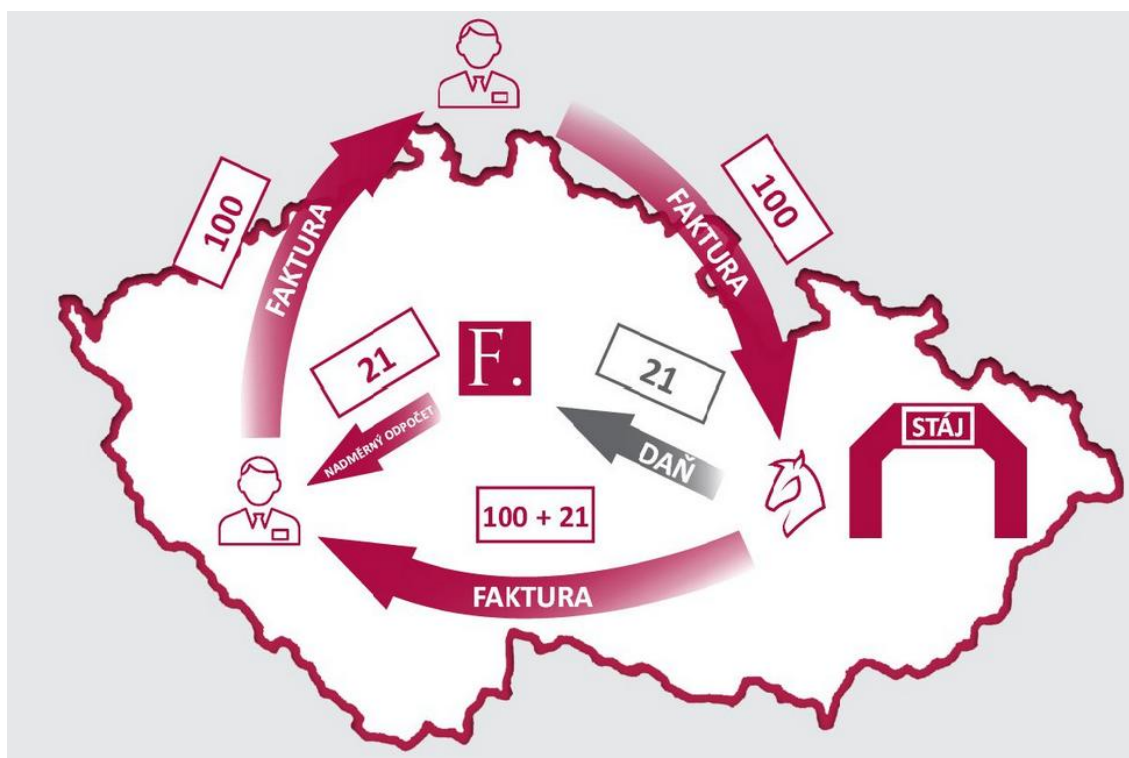 100
FAKTURA
100
FAKTURA
21
NADMĚRNÝ ODPOČET
F.
21
DAŇ
STÁJ
100 + 21
FAKTURA